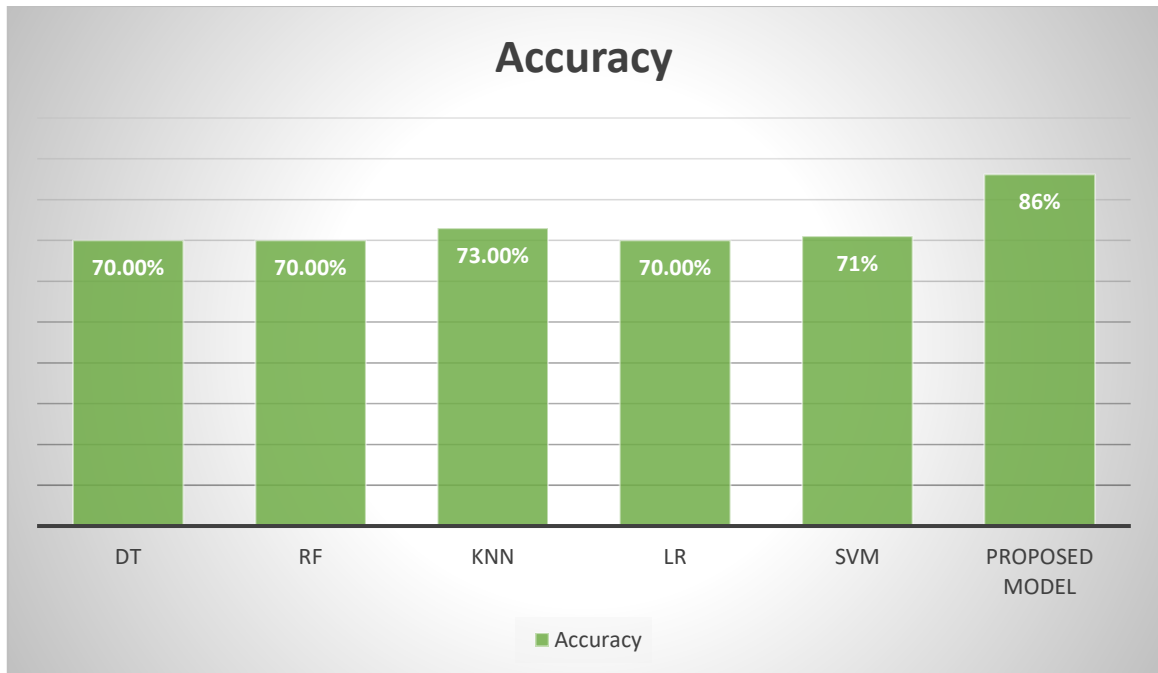 Accuracy
86%
70.00%
70.00%
73.00%
70.00%
71%
DT
RF
KNN
LR
SVM
PROPOSED
MODEL
Accuracy